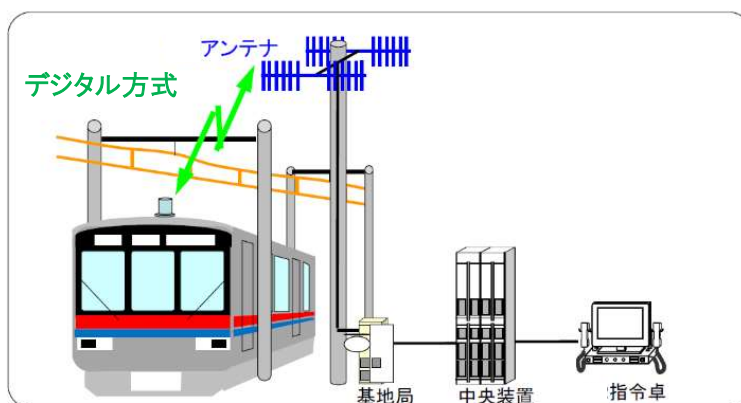 アンテナ
デジタル方式
基地局
中央装置
指令卓